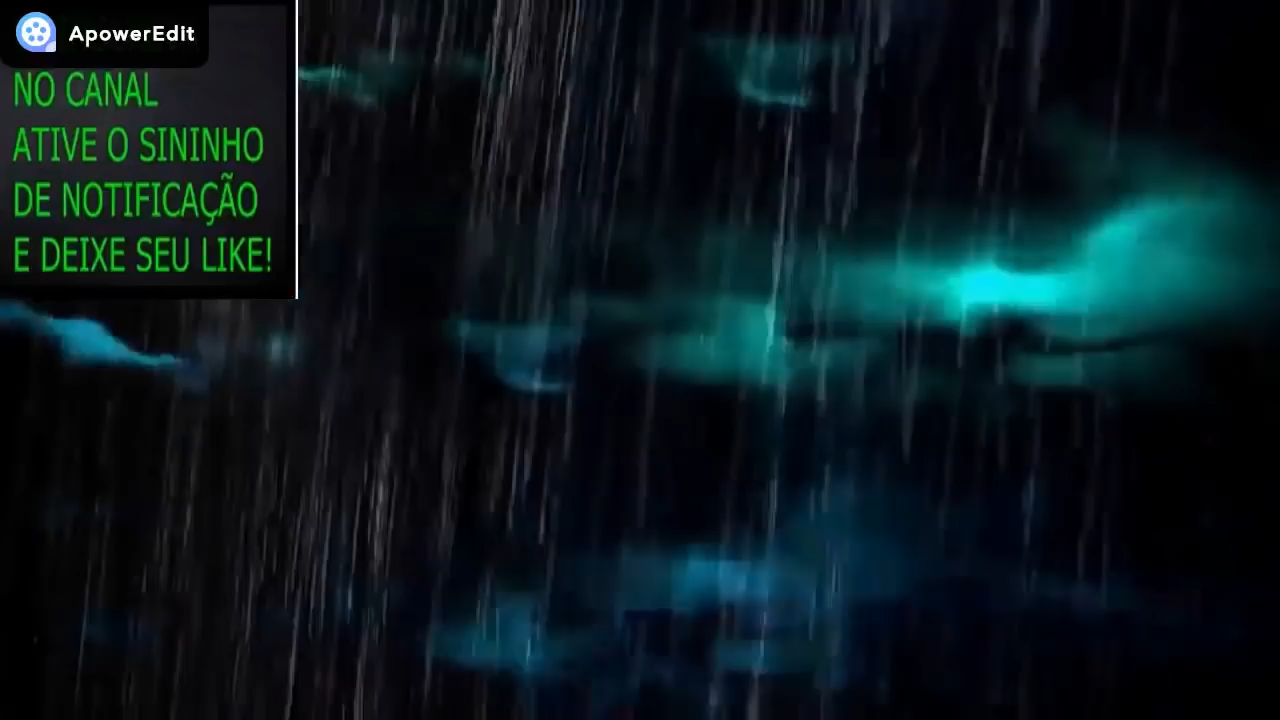 ApowerEdit
NO CANAL
ATIVE O SININHO
DE NOTIFICAÇÃO
E DEIXE SEU LIKE!